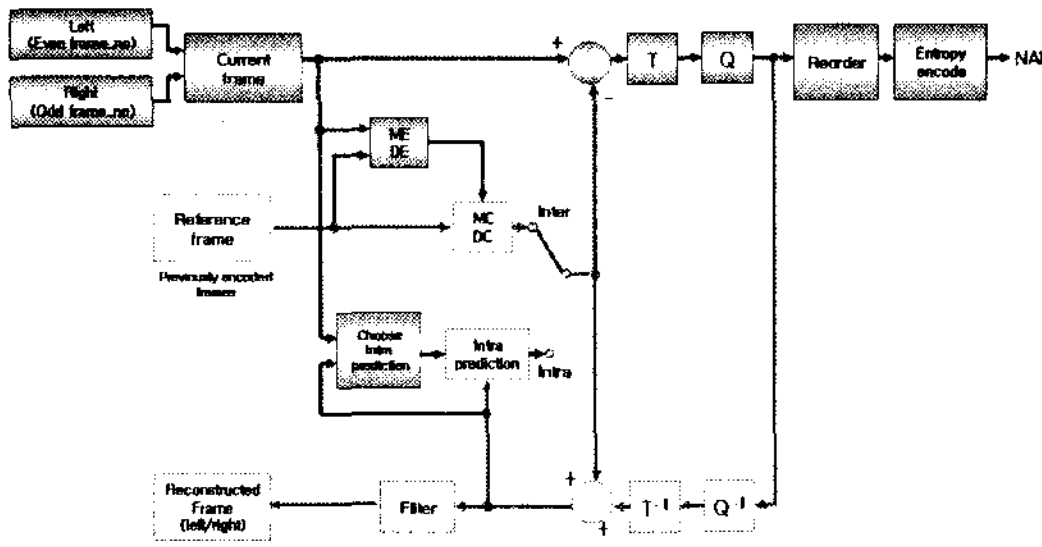 Left
(Even frame_no)
Right
(Odd frame_no)
Current
frame
+
-
T
Q
Reorder
Entropy
encode
NAL
ME
DE
Reference
frame
Previously encoded
frames
MC
DC
Inter
Choose
Intra
prediction
Intra
prediction
Intra
Reconstructed
Frame
(left/right)
Filter
+
+
T-1
Q-1